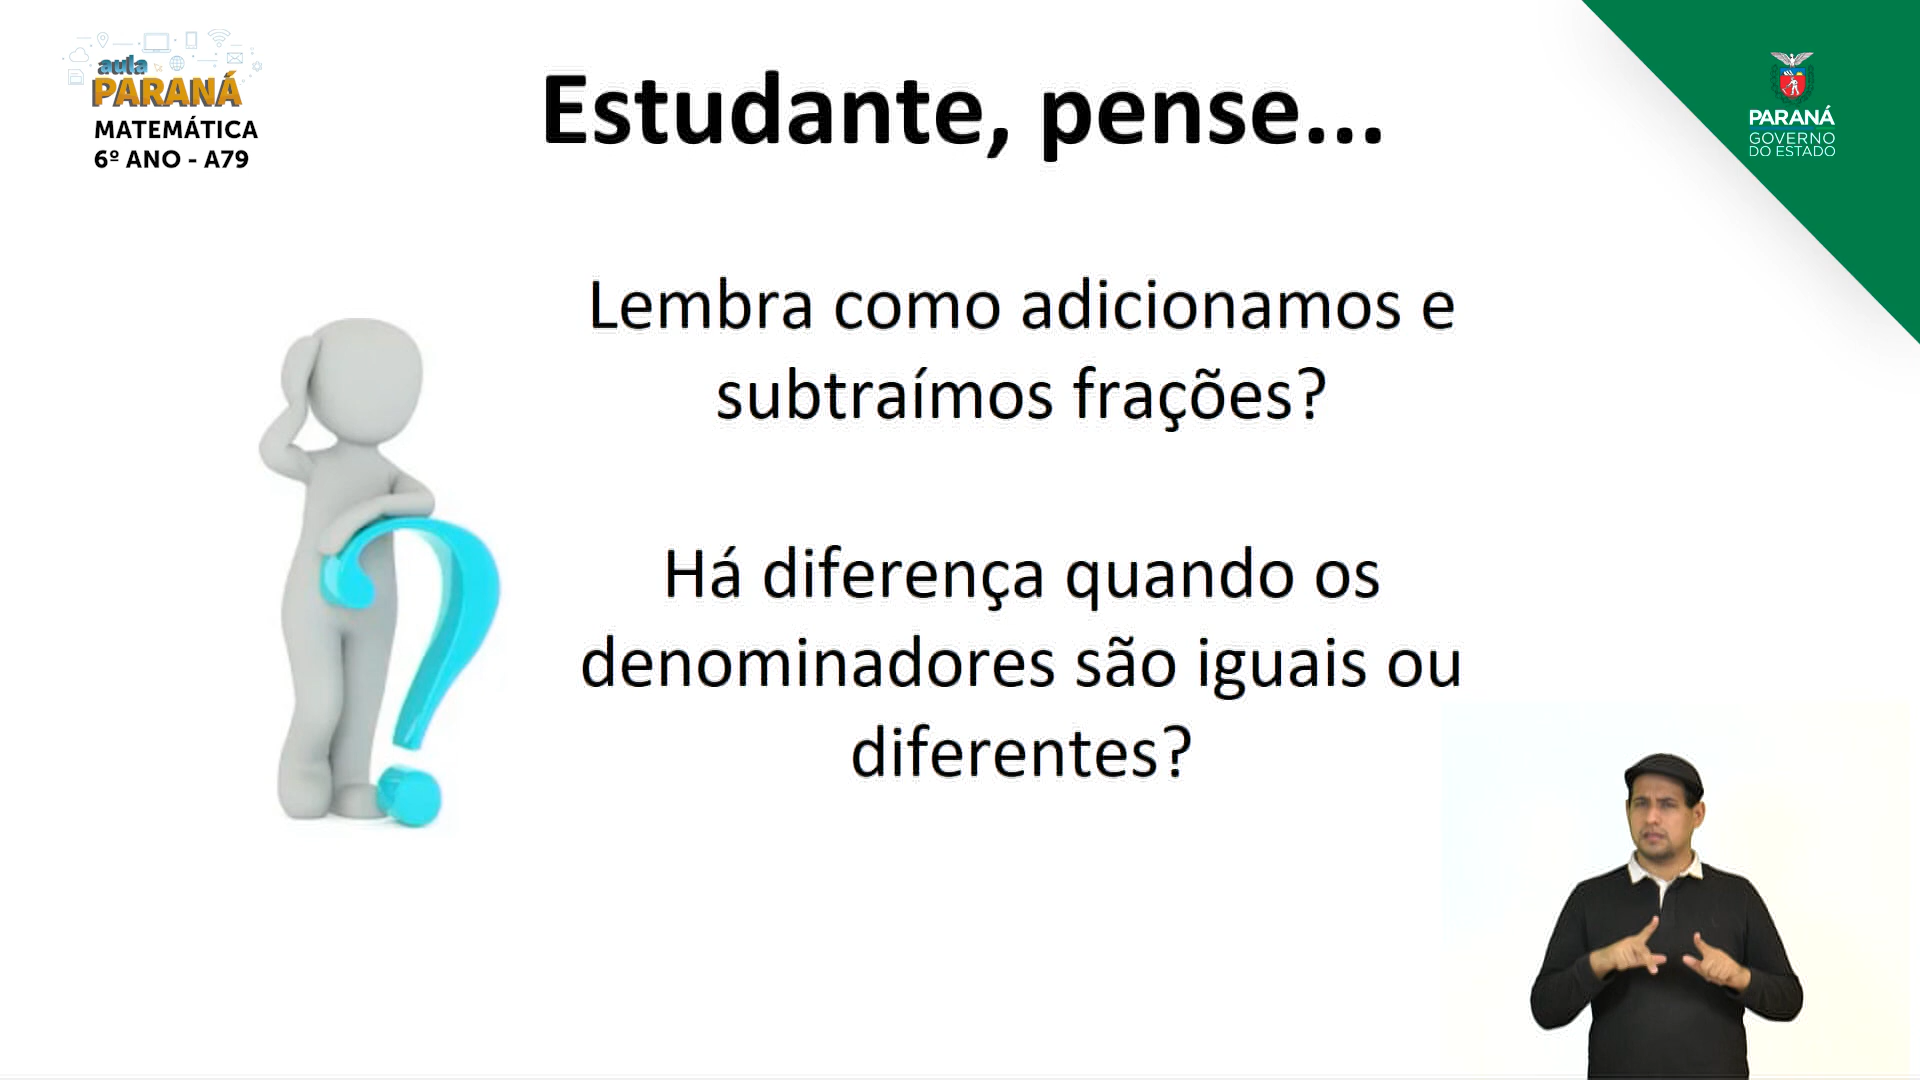 aula
PARANÁ
MATEMÁTICA
6º ANO - A79
Estudante, pense...
PARANÁ
GOVERNO
DO ESTADO
Lembra como adicionamos e
subtraímos frações?
Há diferença quando os
denominadores são iguais ou
diferentes?